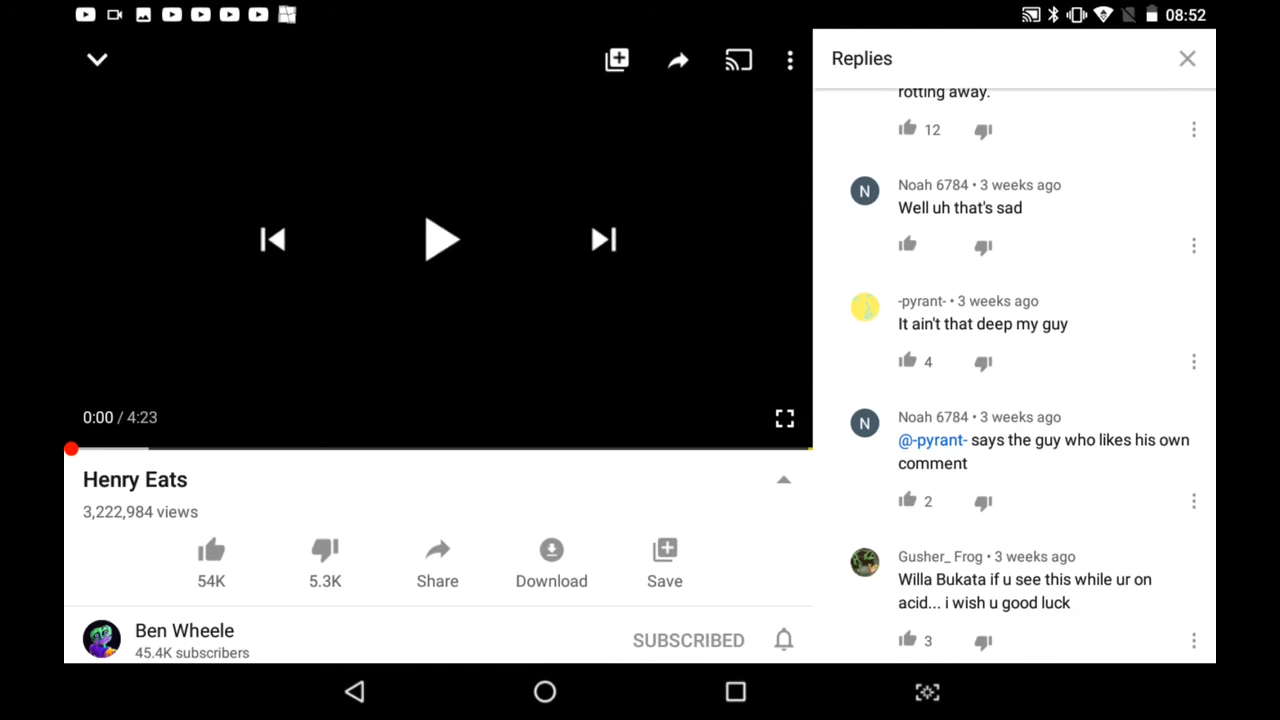 08:52
Replies
rotting away.
12
N
Noah 6784 • 3 weeks ago
Well uh that's sad
-pyrant- • 3 weeks ago
It ain't that deep my guy
4
N
Noah 6784 • 3 weeks ago
@-pyrant- says the guy who likes his own
comment
2
Gusher_ Frog • 3 weeks ago
Willa Bukata if u see this while ur on
acid... i wish u good luck
3
0:00 / 4:23
Henry Eats
3,222,984 views
54K
5.3K
Share
Download
Save
Ben Wheele
45.4K subscribers
SUBSCRIBED